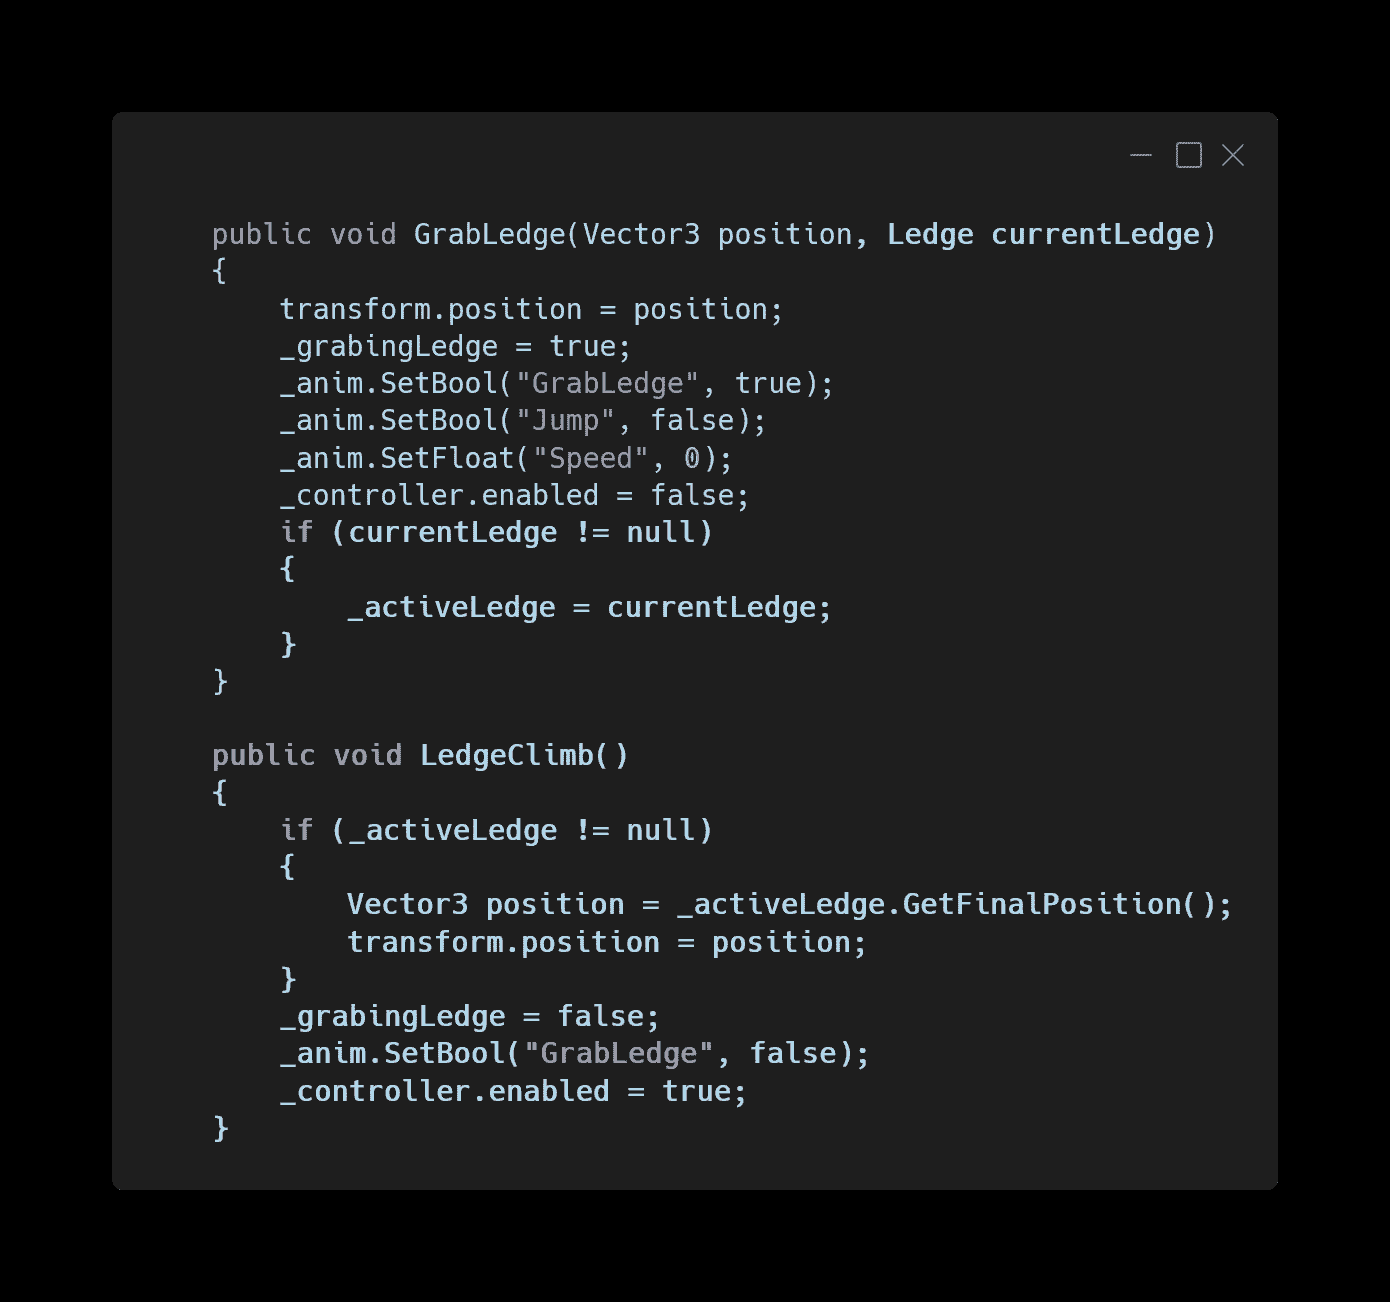 public void GrabLedge(Vector3 position, Ledge currentLedge)
{
    transform.position = position;
    _grabingLedge = true;
    _anim.SetBool("GrabLedge", true);
    _anim.SetBool("Jump", false);
    _anim.SetFloat("Speed", 0);
    _controller.enabled = false;
    if (currentLedge != null)
    {
        _activeLedge = currentLedge;
    }
}

public void LedgeClimb()
{
    if (_activeLedge != null)
    {
        Vector3 position = _activeLedge.GetFinalPosition();
        transform.position = position;
    }
    _grabingLedge = false;
    _anim.SetBool("GrabLedge", false);
    _controller.enabled = true;
}